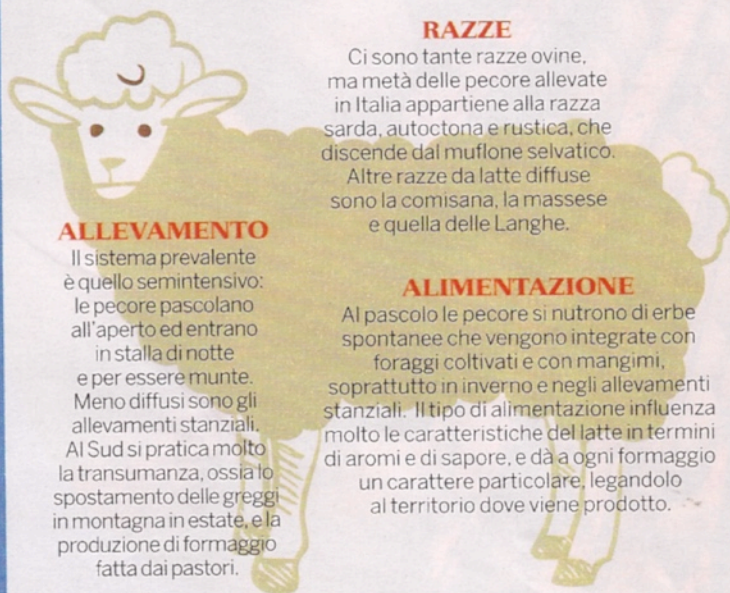 RAZZE
Ci sono tante razze ovine,
ma metà delle pecore allevate
in Italia appartiene alla razza
sarda, autoctona e rustica, che
discende dal muflone selvatico.
Altre razze da latte diffuse
sono la comisana, la massese
e quella delle Langhe.
ALLEVAMENTO
Il sistema prevalente
è quello semintensivo:
le pecore pascolano
all'aperto ed entrano
in stalla di notte
e per essere munte.
Meno diffusi sono gli
allevamenti stanziali.
Al Sud si pratica molto
la transumanza, ossia lo
spostamento delle greggi
in montagna in estate, e la
produzione di formaggio
fatta dai pastori.
ALIMENTAZIONE
Al pascolo le pecore si nutrono di erbe
spontanee che vengono integrate con
foraggi coltivati e con mangimi,
soprattutto in inverno e negli allevamenti
stanziali. Il tipo di alimentazione influenza
molto le caratteristiche del latte in termini
di aromi e di sapore, e dà a ogni formaggio
un carattere particolare, legandolo
al territorio dove viene prodotto.